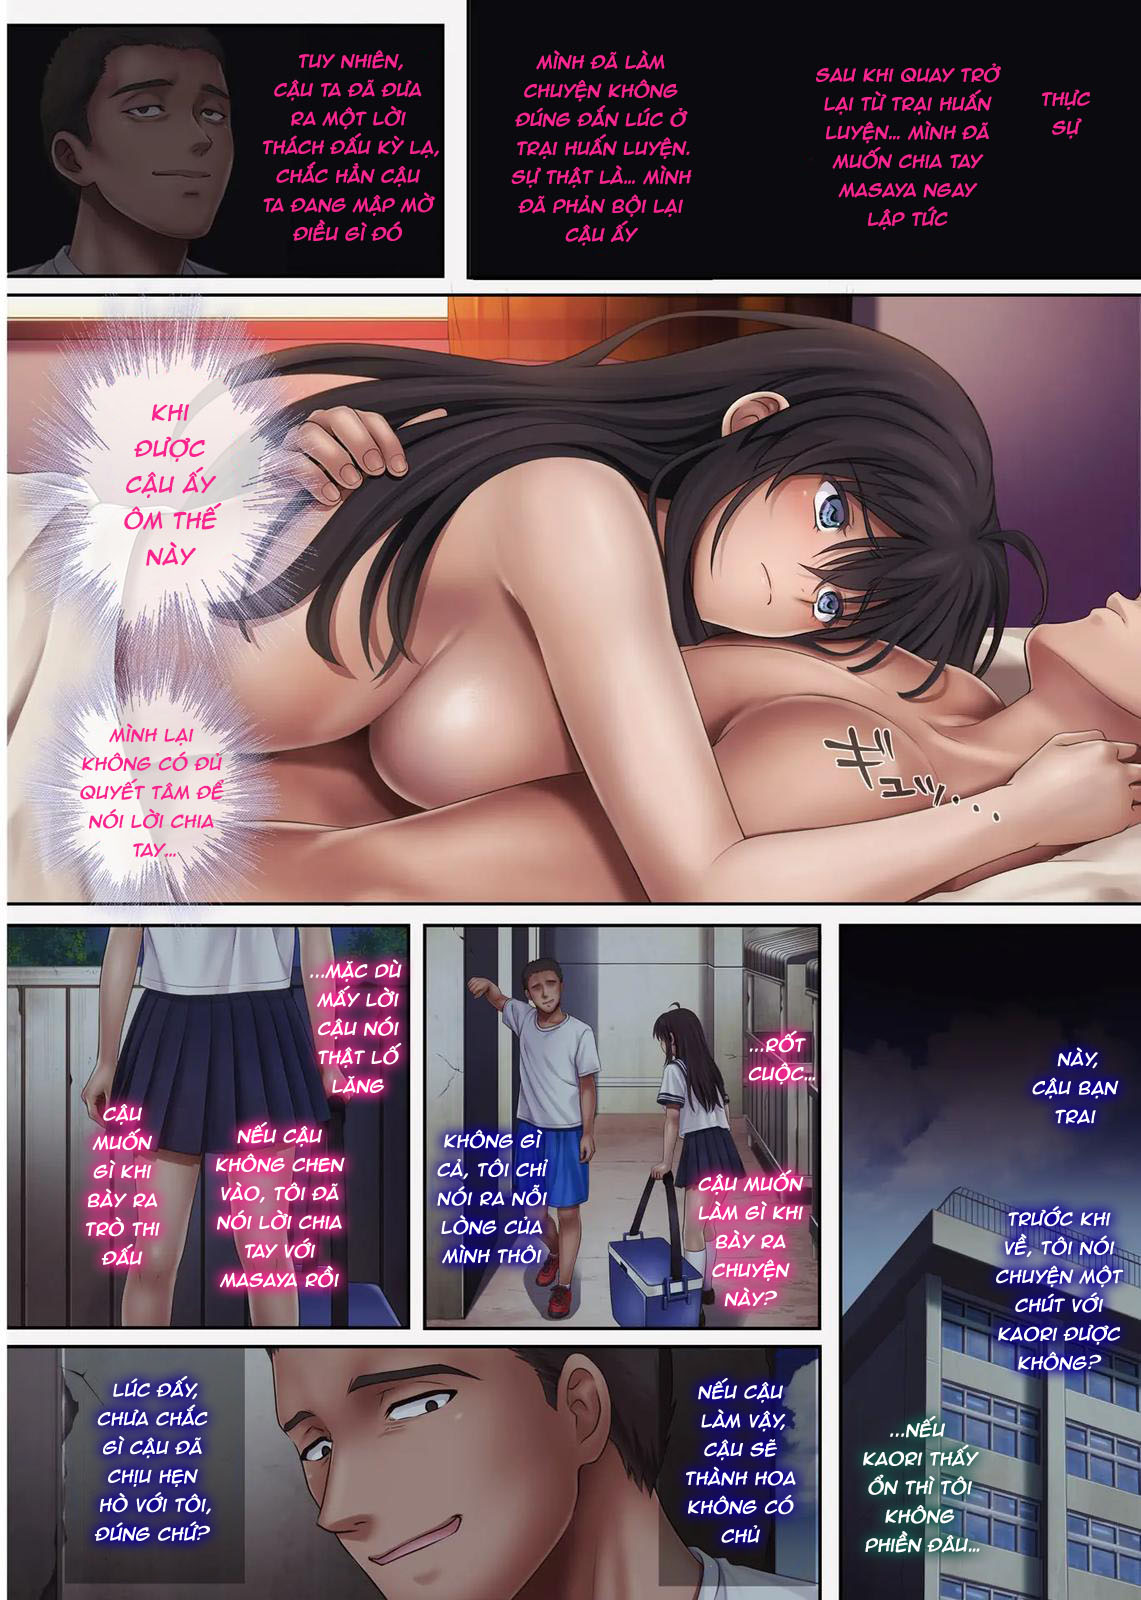 THỰC
SỰ
SAU KHI QUAY TRỞ
LẠI TỪ TRẠI HUẤN
LUYỆN... MÌNH ĐÃ
MUỐN CHIA TAY
MASAYA NGAY
LẬP TỨC
MÌNH ĐÃ LÀM
CHUYỆN KHÔNG
ĐÚNG ĐẮN LÚC Ở
TRẠI HUẤN LUYỆN.
SỰ THẬT LÀ... MÌNH
ĐÃ PHẢN BỘI LẠI
CẬU ẤY
TUY NHIÊN,
CẬU TA ĐÃ ĐƯA
RA MỘT LỜI
THÁCH ĐẤU KỲ LẠ,
CHẮC HẲN CẬU
TA ĐANG MẬP MỜ
ĐIỀU GÌ ĐÓ
KHI
ĐƯỢC
CẬU ẤY
ÔM THẾ
NÀY
MÌNH LẠI
KHÔNG CÓ ĐỦ
QUYẾT TÂM ĐỂ
NÓI LỜI CHIA
TAY...
ギュッ...
NÀY,
CẬU BẠN
TRAI
TRƯỚC KHI
VỀ, TÔI NÓI
CHUYỆN MỘT
CHÚT VỚI
KAORI ĐƯỢC
KHÔNG?
...NẾU
KAORI THẤY
ỔN THÌ TÔI
KHÔNG
PHIỀN ĐÂU...
...RỐT
CUỘC...
CẬU MUỐN
LÀM GÌ KHI
BÀY RA
CHUYỆN
NÀY?
KHÔNG GÌ
CẢ, TÔI CHỈ
NÓI RA NỖI
LÒNG CỦA
MÌNH THÔI
...MẶC DÙ
MẤY LỜI
CẬU NÓI
THẬT LỐ
LĂNG
NẾU CẬU
KHÔNG CHEN
VÀO, TÔI ĐÃ
NÓI LỜI CHIA
TAY VỚI
MASAYA RỒI
CẬU
MUỐN
GÌ KHI
BÀY RA
TRÒ THI
ĐẤU
NẾU CẬU
LÀM VẬY,
CẬU SẼ
THÀNH HOA
KHÔNG CÓ
CHỦ
LÚC ĐẤY,
CHƯA CHẮC
GÌ CẬU ĐÃ
CHỊU HẸN
HÒ VỚI TÔI,
ĐÚNG CHỨ?